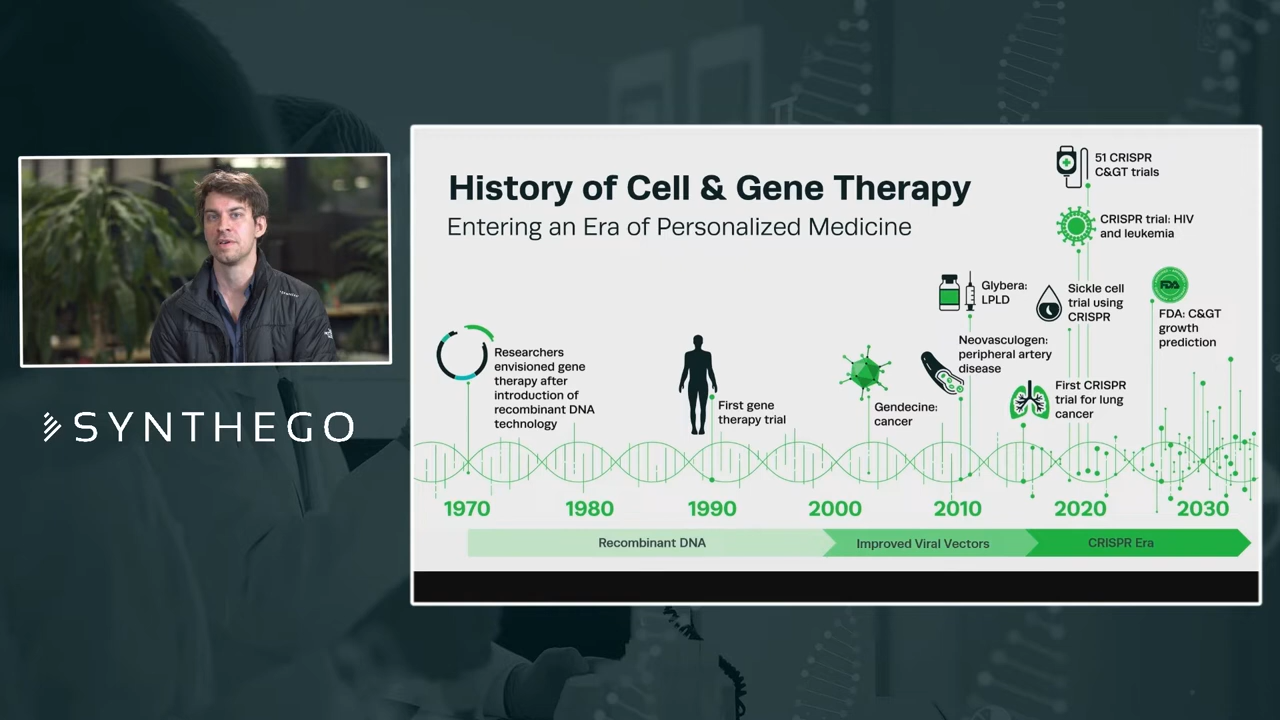 SYNTHEGO
History of Cell & Gene Therapy
Entering an Era of Personalized Medicine
51 CRISPR
C&GT trials
CRISPR trial: HIV
and leukemia
Glybera:
LPLD
Sickle cell
trial using
CRISPR
FDA
FDA: C&GT
growth
prediction
Neovasculogen:
peripheral artery
disease
Researchers
envisioned gene
therapy after
introduction of
recombinant DNA
technology
First gene
therapy trial
Gendecine:
cancer
First CRISPR
trial for lung
cancer
1970
1980
1990
2000
2010
2020
2030
Recombinant DNA
Improved Viral Vectors
CRISPR Era